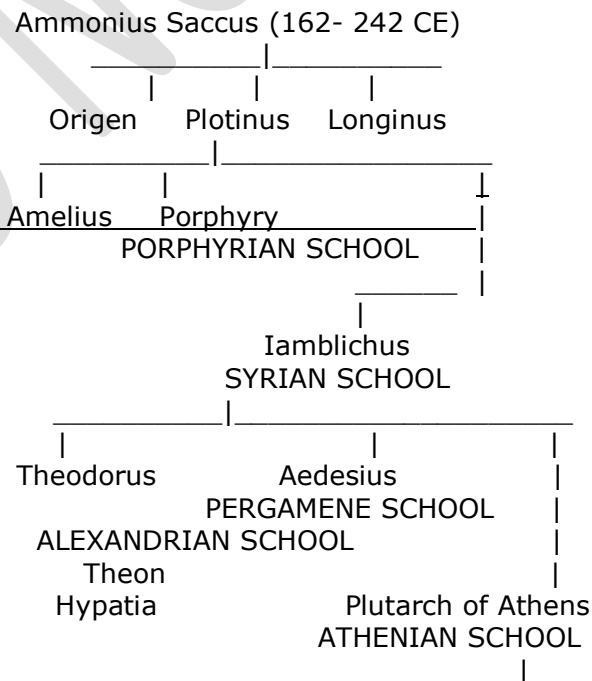 Ammonius Saccus (162- 242 CE)
Origen Plotinus Longinus
Amelius Porphyry
PORPHYRIAN SCHOOL
Iamblichus
SYRIAN SCHOOL
Theodorus Aedesius
PERGAMENE SCHOOL
ALEXANDRIAN SCHOOL
Theon
Hypatia Plutarch of Athens
ATHENIAN SCHOOL